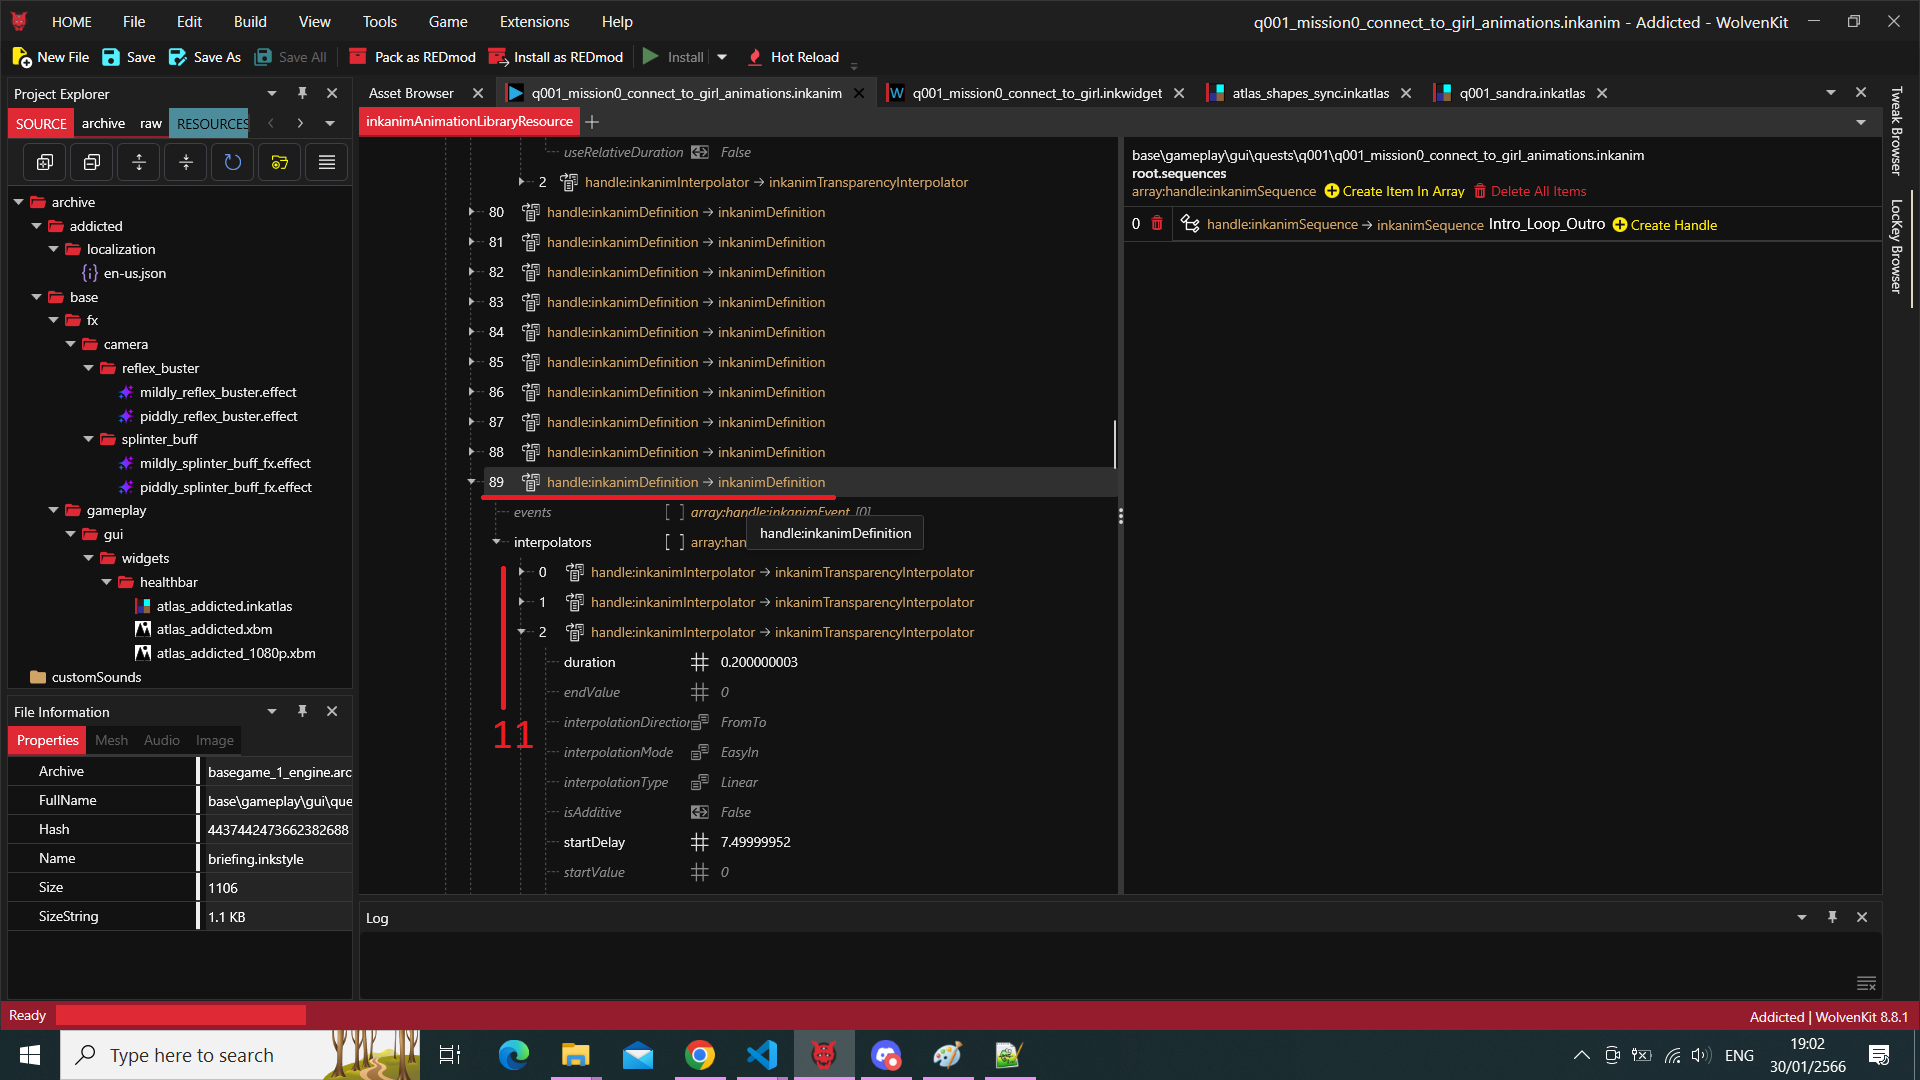 HOME File Edit Build View Tools Game Extensions Help
q001_mission0_connect_to_girl_animations.inkanim - Addicted - WolvenKit
New File Save Save As Save All Pack as REDmod Install as REDmod Install Hot Reload
Project Explorer
SOURCE archive raw RESOURCES
archive
addicted
localization
en-us.json
base
fx
camera
reflex_buster
mildly_reflex_buster.effect
piddly_reflex_buster.effect
splinter_buff
mildly_splinter_buff_fx.effect
piddly_splinter_buff_fx.effect
gameplay
gui
widgets
healthbar
atlas_addicted.inkatlas
atlas_addicted.xbm
atlas_addicted_1080p.xbm
customSounds
File Information
Properties Mesh Audio Image
Archive basegame_1_engine.arc
FullName base\gameplay\gui\que
Hash 4437442473662382688
Name briefing.inkstyle
Size 1106
SizeString 1.1 KB
Asset Browser q001_mission0_connect_to_girl_animations.inkanim q001_mission0_connect_to_girl.inkwidget atlas_shapes_sync.inkatlas q001_sandra.inkatlas
inkanimAnimationLibraryResource
useRelativeDuration False
2 handle:inkanimInterpolator → inkanimTransparencyInterpolator
80 handle:inkanimDefinition → inkanimDefinition
81 handle:inkanimDefinition → inkanimDefinition
82 handle:inkanimDefinition → inkanimDefinition
83 handle:inkanimDefinition → inkanimDefinition
84 handle:inkanimDefinition → inkanimDefinition
85 handle:inkanimDefinition → inkanimDefinition
86 handle:inkanimDefinition → inkanimDefinition
87 handle:inkanimDefinition → inkanimDefinition
88 handle:inkanimDefinition → inkanimDefinition
89 handle:inkanimDefinition → inkanimDefinition
events [ ] array:handle:inkanimEvent [0]
handle:inkanimDefinition
interpolators [ ] array:han
0 handle:inkanimInterpolator → inkanimTransparencyInterpolator
1 handle:inkanimInterpolator → inkanimTransparencyInterpolator
2 handle:inkanimInterpolator → inkanimTransparencyInterpolator
duration 0.200000003
endValue 0
interpolationDirection FromTo
11
interpolationMode EasyIn
interpolationType Linear
isAdditive False
startDelay 7.49999952
startValue 0
base\gameplay\gui\quests\q001\q001_mission0_connect_to_girl_animations.inkanim
root.sequences
array:handle:inkanimSequence Create Item In Array Delete All Items
0 handle:inkanimSequence → inkanimSequence Intro_Loop_Outro Create Handle
Tweak Browser
LocKey Browser
Log
Ready
Addicted | WolvenKit 8.8.1
Type here to search
ENG
19:02
30/01/2566